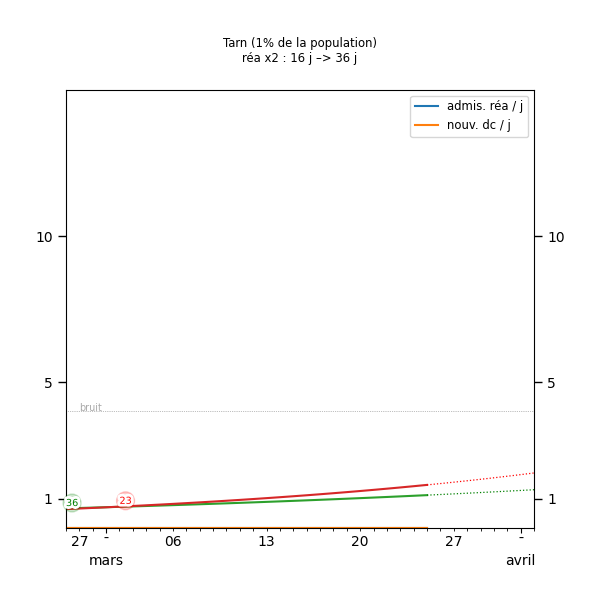 Tarn (1% de la population)
réa x2 : 16 j –> 36 j
admis. réa / j
nouv. dc / j
10 10
5 5
bruit
36 23
1 1
27 - 06 13 20 27 -
mars avril